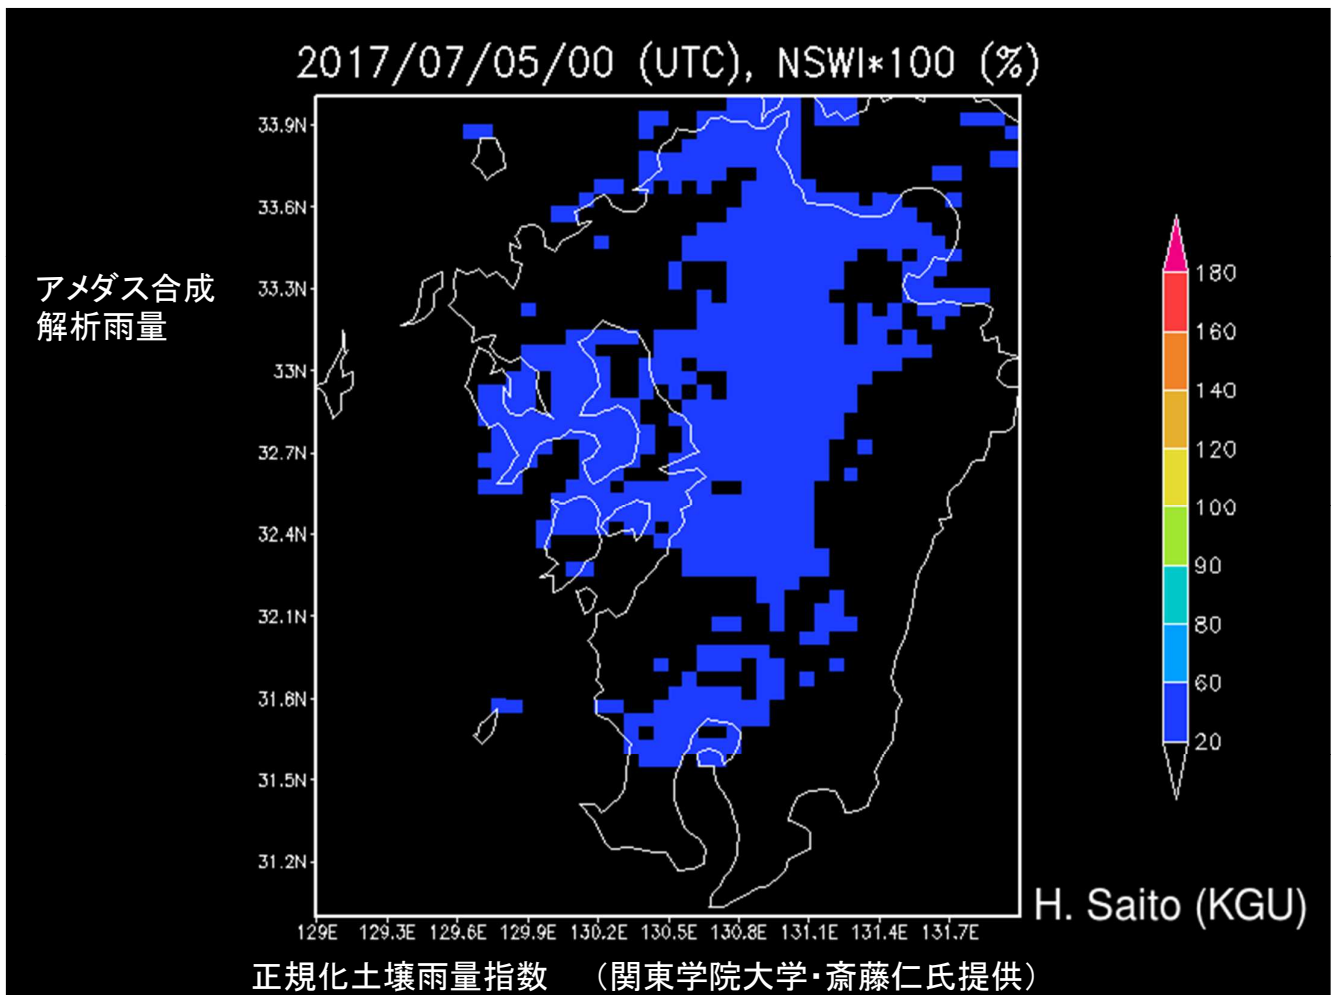 2017/07/05/00 (UTC), NSWI*100 (%)
33.9N
33.6N
33.3N
33N
32.7N
32.4N
32.1N
31.8N
31.5N
31.2N
129E 129.3E 129.6E 129.9E 130.2E 130.5E 130.8E 131.1E 131.4E 131.7E
アメダス合成
解析雨量
180
160
140
120
100
90
80
60
20
H. Saito (KGU)
正規化土壌雨量指数 （関東学院大学・斎藤仁氏提供）